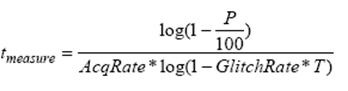 t_measure = log(1 − P/100) / AcqRate * log(1 − GlitchRate * T)